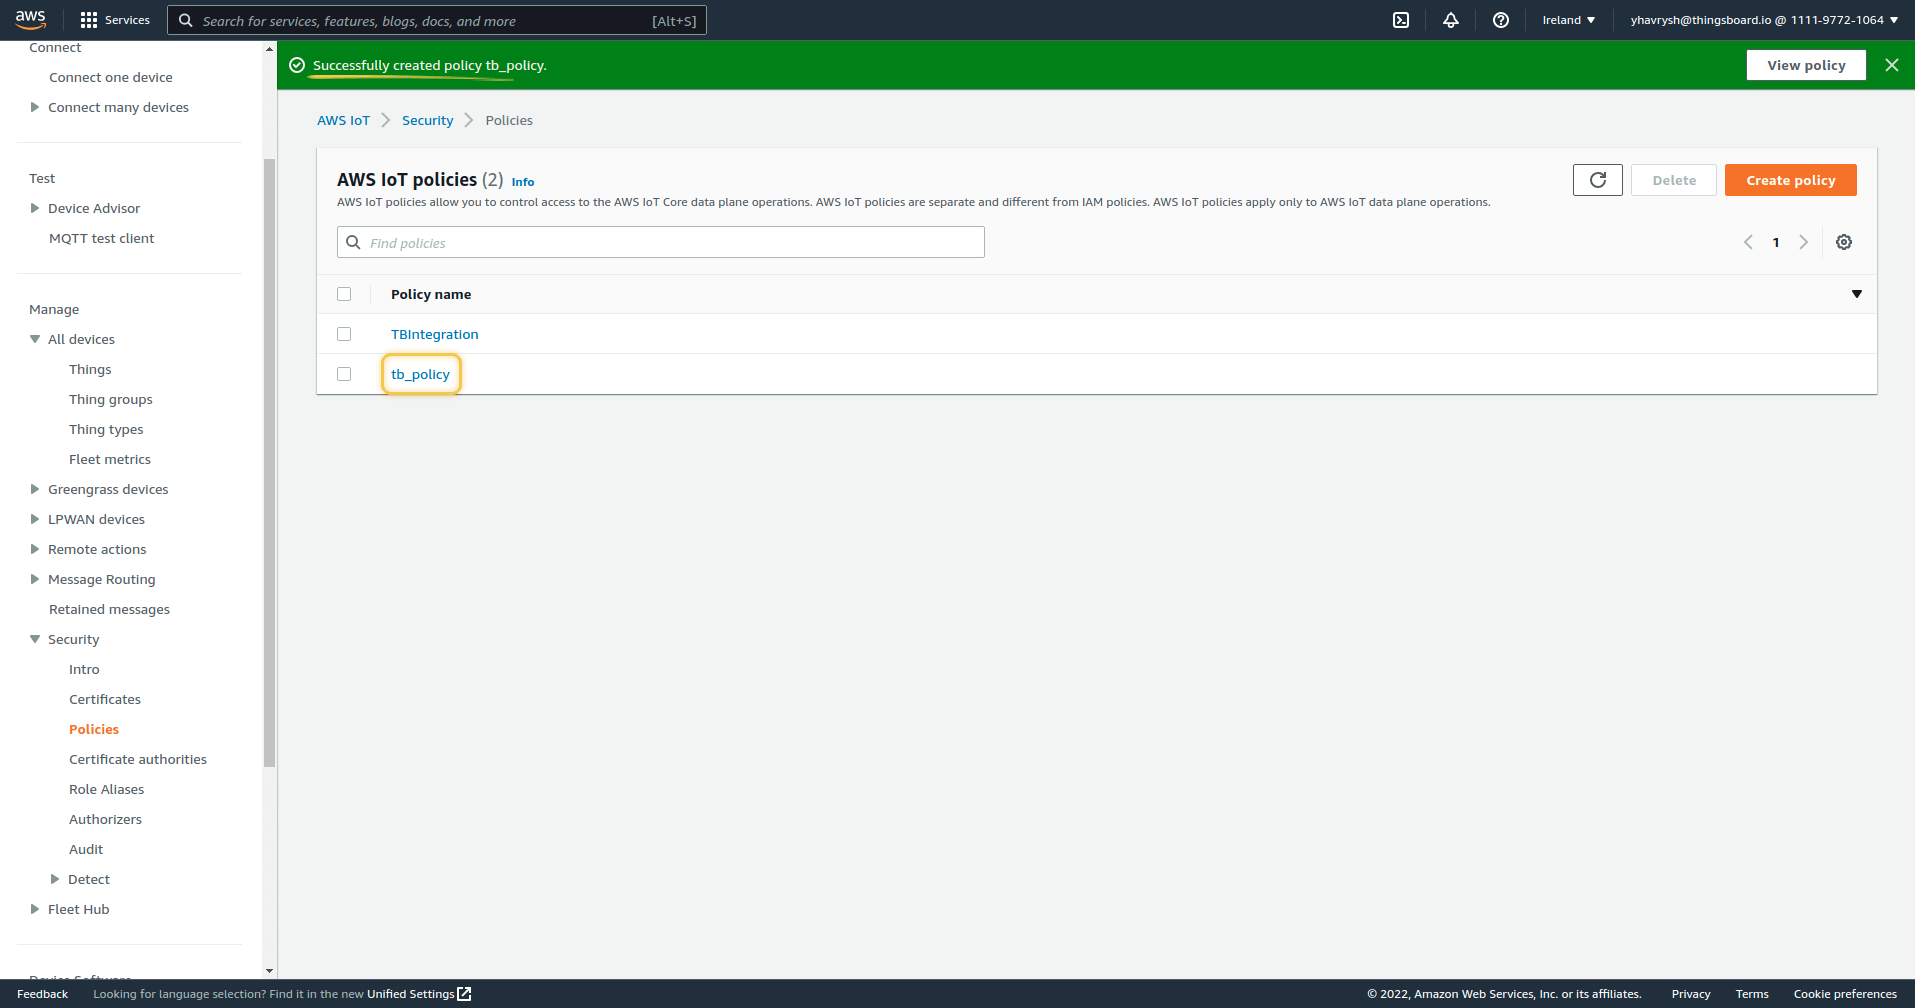 aws
Services
Search for services, features, blogs, docs, and more [Alt+S]
Ireland
yhavrysh@thingsboard.io @ 1111-9772-1064
Connect
Connect one device
Connect many devices
Test
Device Advisor
MQTT test client
Manage
All devices
Things
Thing groups
Thing types
Fleet metrics
Greengrass devices
LPWAN devices
Remote actions
Message Routing
Retained messages
Security
Intro
Certificates
Policies
Certificate authorities
Role Aliases
Authorizers
Audit
Detect
Fleet Hub
Device Software
Successfully created policy tb_policy.
View policy
AWS IoT Security Policies
AWS IoT policies (2) Info
AWS IoT policies allow you to control access to the AWS IoT Core data plane operations. AWS IoT policies are separate and different from IAM policies. AWS IoT policies apply only to AWS IoT data plane operations.
Delete
Create policy
Find policies
1
Policy name
TBIntegration
tb_policy
Feedback
Looking for language selection? Find it in the new Unified Settings
© 2022, Amazon Web Services, Inc. or its affiliates.
Privacy
Terms
Cookie preferences